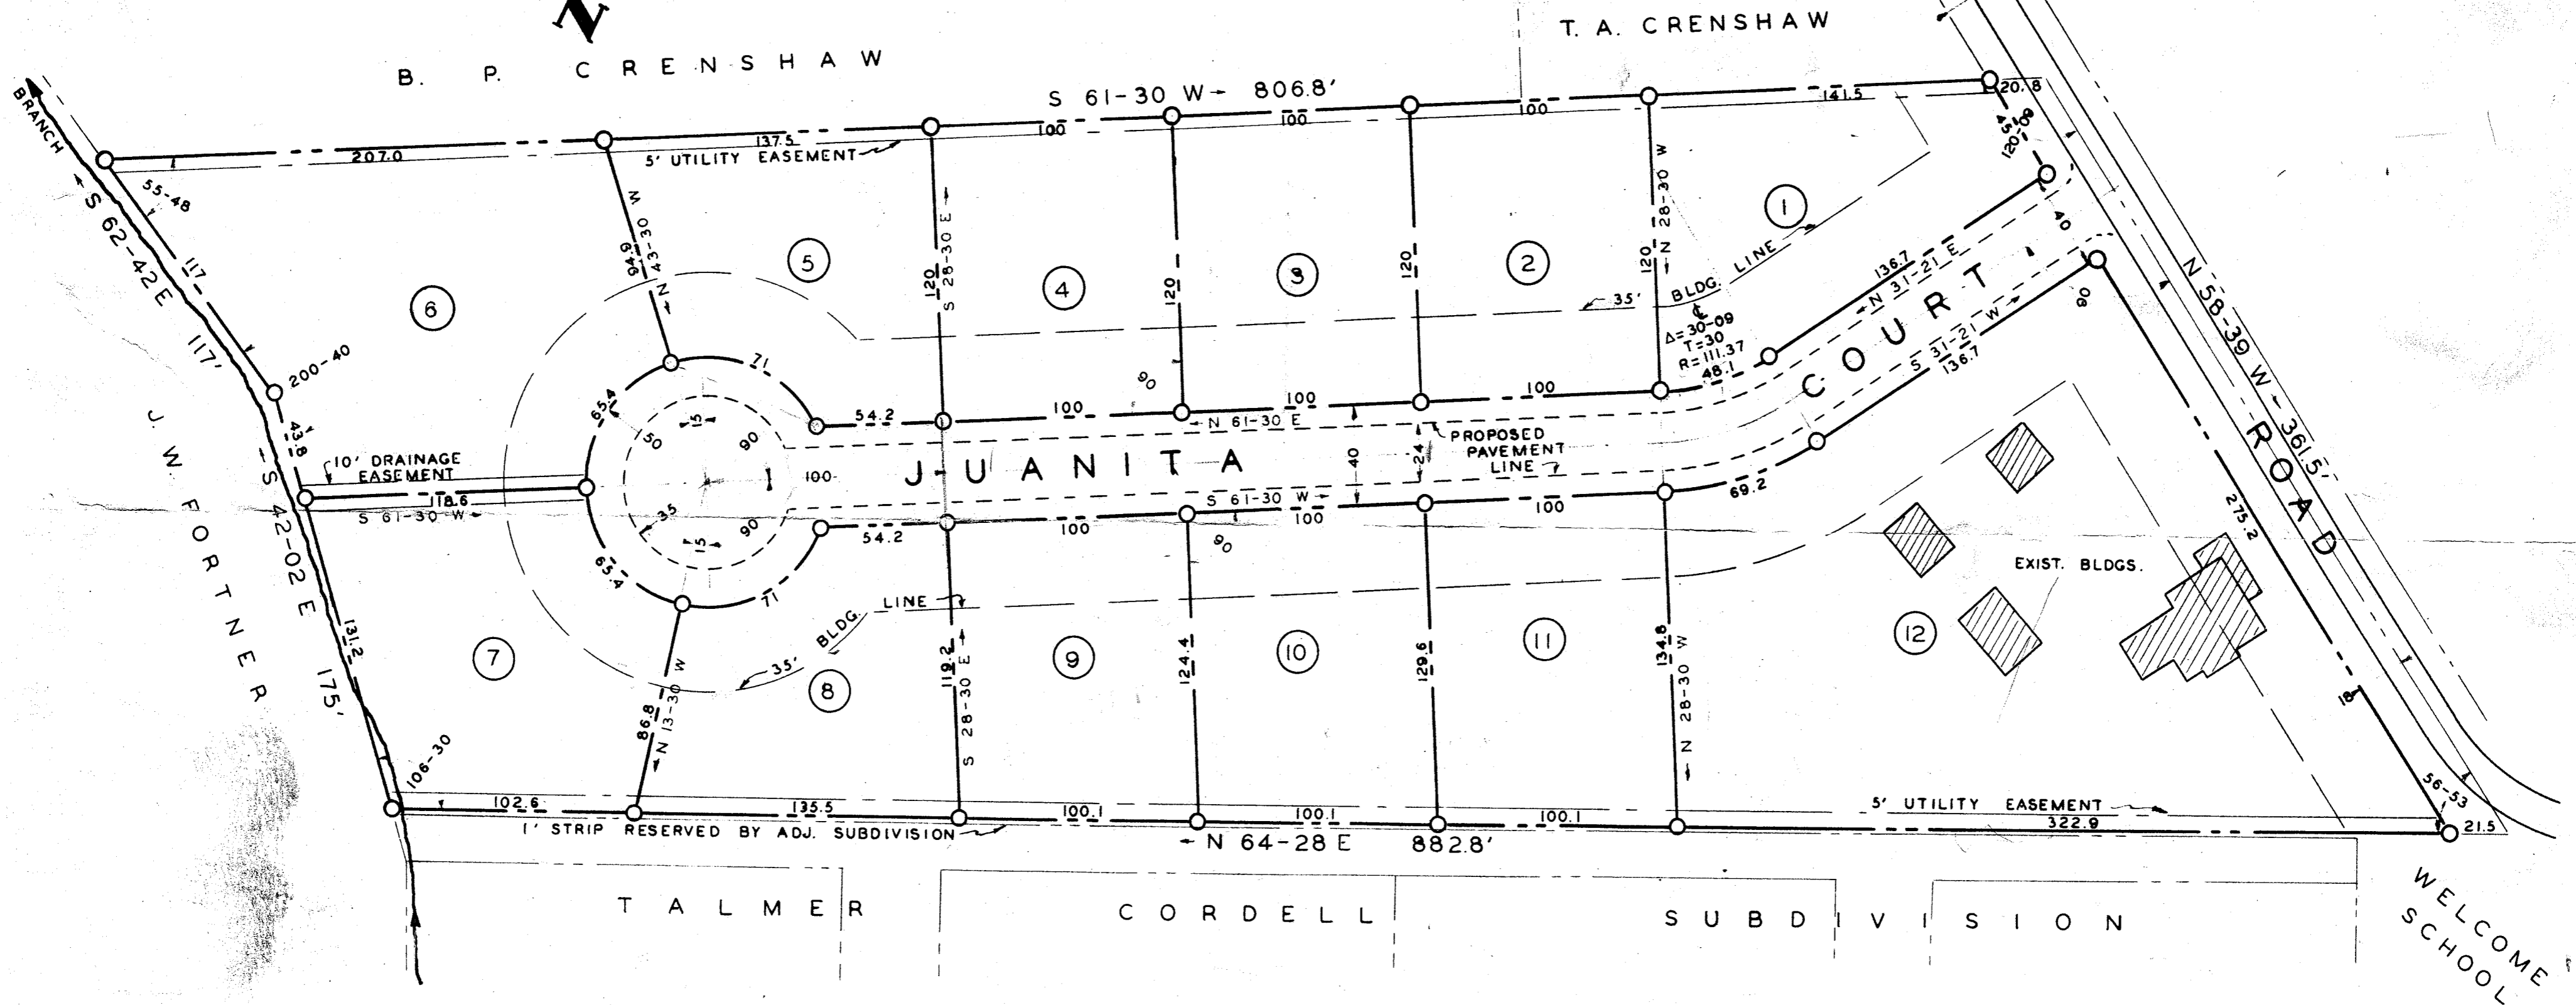 N
T. A. CRENSHAW
B. P. CRENSHAW
S 61-30 W 806.8'
BRANCH
207.0
137.5
5' UTILITY EASEMENT
100
100
100
141.5
20.8
45
120-09
55-48
117
S 62-42 E
117'
200-40
43.8
S 42-02 E
175'
131.2
106-30
J. W. FORTNER
6
5
4
3
2
1
94.9
N 43-30 W
120
S 28-30 E
120
120
120
N 28-30 W
35'
BLDG. LINE
℄
Δ=30-09
T=30
R=111.37
48.1
136.7
N 31-21 E
40
90
S 31-21 W
136.7
N 58-39 W 361.5'
ROAD
275.2
18
71
65.4
54.2
100
90
100
100
N 61-30 E
15
50
90
100
JUANITA COURT
PROPOSED
PAVEMENT
LINE
40
24
10' DRAINAGE
EASEMENT
118.6
S 61-30 W
35
15
90
65.4
71
54.2
100
S 61-30 W
100
90
100
69.2
EXIST. BLDGS.
BLDG. LINE
35'
7
8
9
10
11
12
86.8
N 13-30 W
119.2
S 28-30 E
124.4
129.6
134.8
N 28-30 W
102.6
135.5
100.1
100.1
100.1
5' UTILITY EASEMENT
322.9
56-53
21.5
1' STRIP RESERVED BY ADJ. SUBDIVISION
N 64-28 E 882.8'
TALMER CORDELL SUBDIVISION
WELCOME
SCHOOL